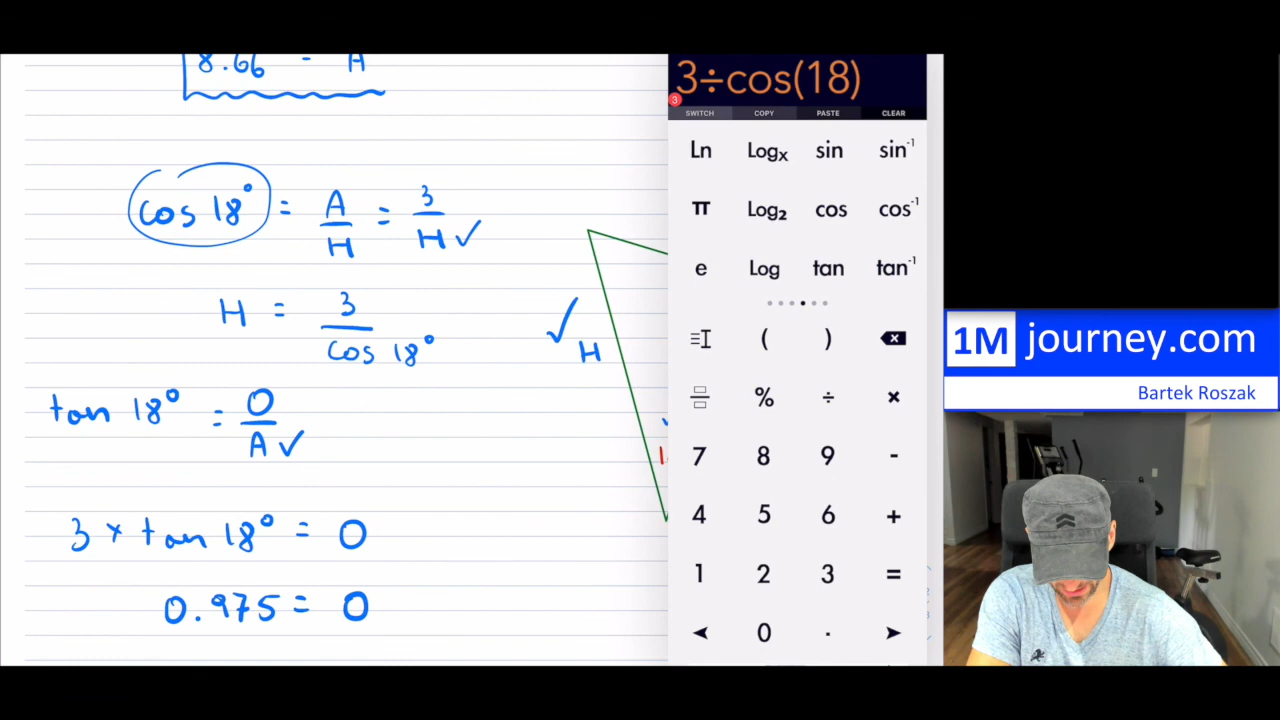 8.66 - A
cos 18° = A/H = 3/H ✓
H = 3/cos 18°
✓ H
tan 18° = O/A ✓
3 × tan 18° = O
0.975 = O
3÷cos(18)
3
SWITCH COPY PASTE CLEAR
Ln Logx sin sin⁻¹
π Log₂ cos cos⁻¹
e Log tan tan⁻¹
( )
% ÷ ×
7 8 9 -
4 5 6 +
1 2 3 =
0 .
1M journey.com
Bartek Roszak